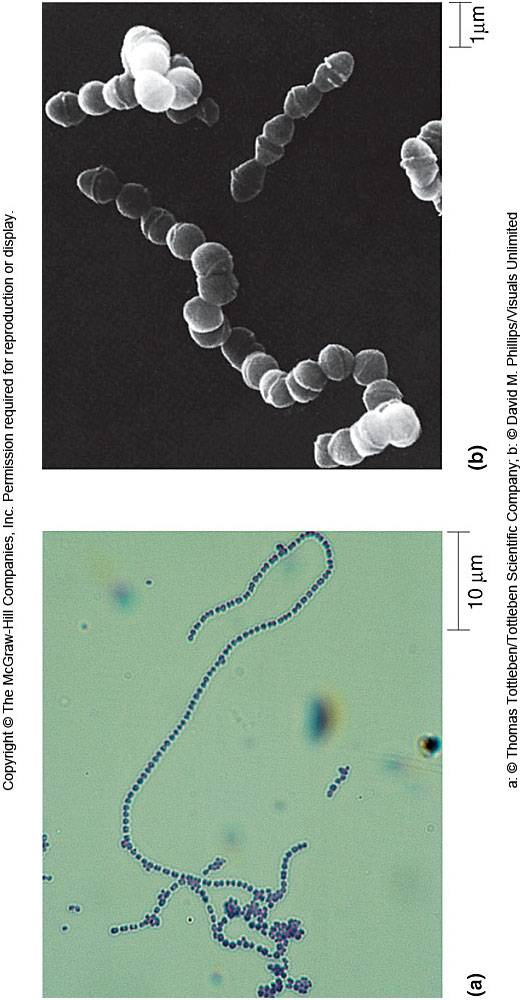 Copyright © The McGraw-Hill Companies, Inc. Permission required for reproduction or display.
(a)
10 µm
(b)
1µm
a: © Thomas Tottleben/Tottleben Scientific Company; b: © David M. Phillips/Visuals Unlimited